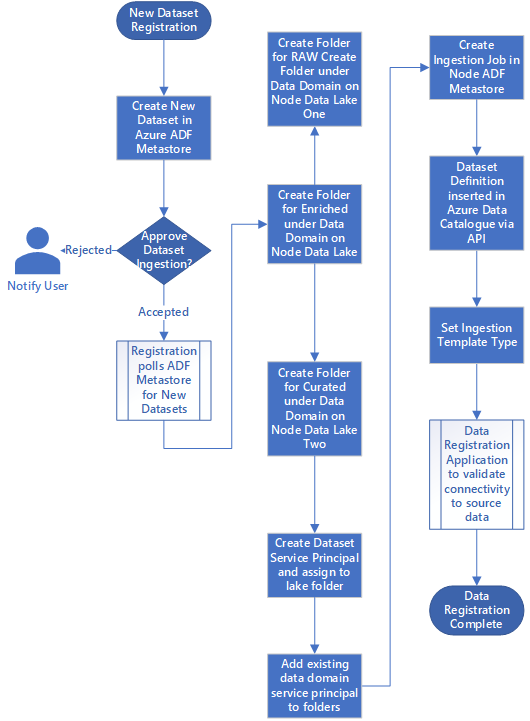 New Dataset
Registration
Create New
Dataset in
Azure ADF
Metastore
Approve
Dataset
Ingestion?
Rejected
Notify User
Accepted
Registration
polls ADF
Metastore
for New
Datasets
Create Folder
for RAW Create
Folder under
Data Domain on
Node Data Lake
One
Create Folder
for Enriched
under Data
Domain on
Node Data Lake
Create Folder
for Curated
under Data
Domain on
Node Data Lake
Two
Create Dataset
Service Principal
and assign to
lake folder
Add existing
data domain
service principal
to folders
Create
Ingestion Job in
Node ADF
Metastore
Dataset
Definition
inserted in
Azure Data
Catalogue via
API
Set Ingestion
Template Type
Data
Registration
Application
to validate
connectivity
to source
data
Data
Registration
Complete